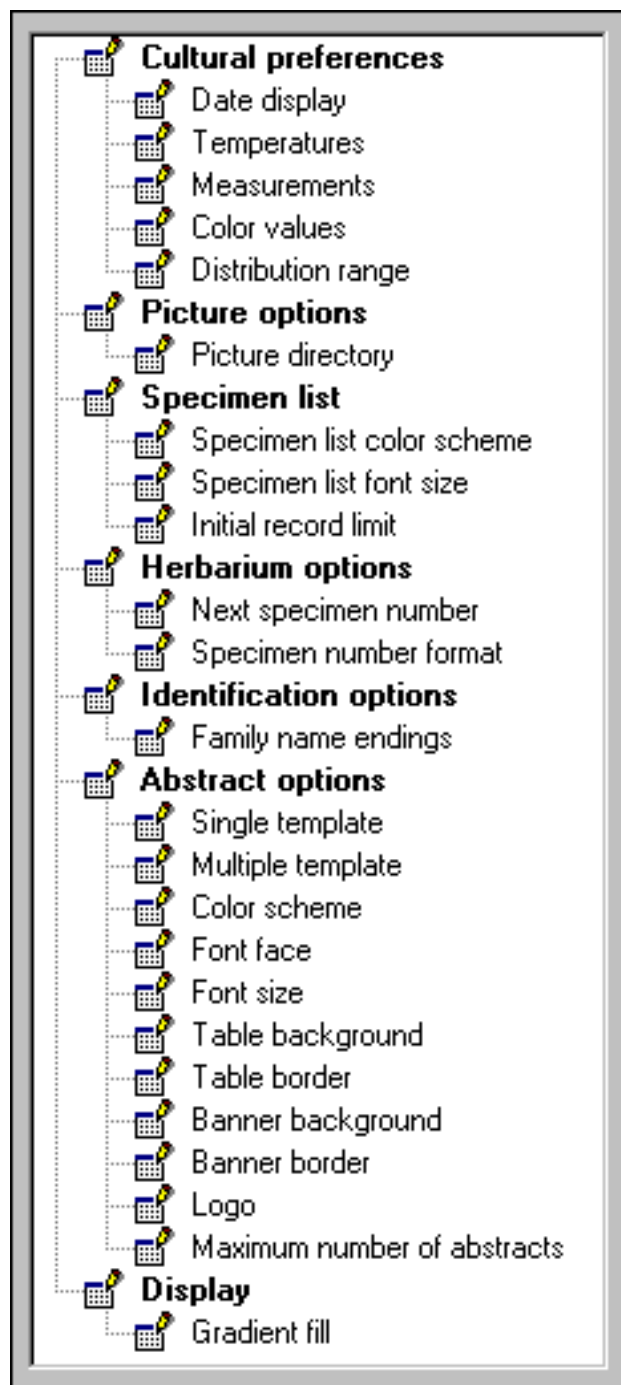 Cultural preferences
Date display
Temperatures
Measurements
Color values
Distribution range
Picture options
Picture directory
Specimen list
Specimen list color scheme
Specimen list font size
Initial record limit
Herbarium options
Next specimen number
Specimen number format
Identification options
Family name endings
Abstract options
Single template
Multiple template
Color scheme
Font face
Font size
Table background
Table border
Banner background
Banner border
Logo
Maximum number of abstracts
Display
Gradient fill